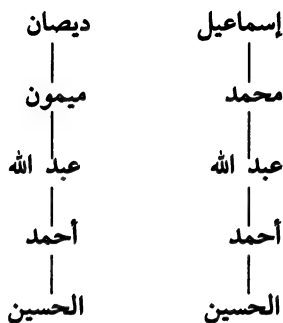 إسماعيل ديصان
محمد ميمون
عبد الله عبد الله
أحمد أحمد
الحسين الحسين